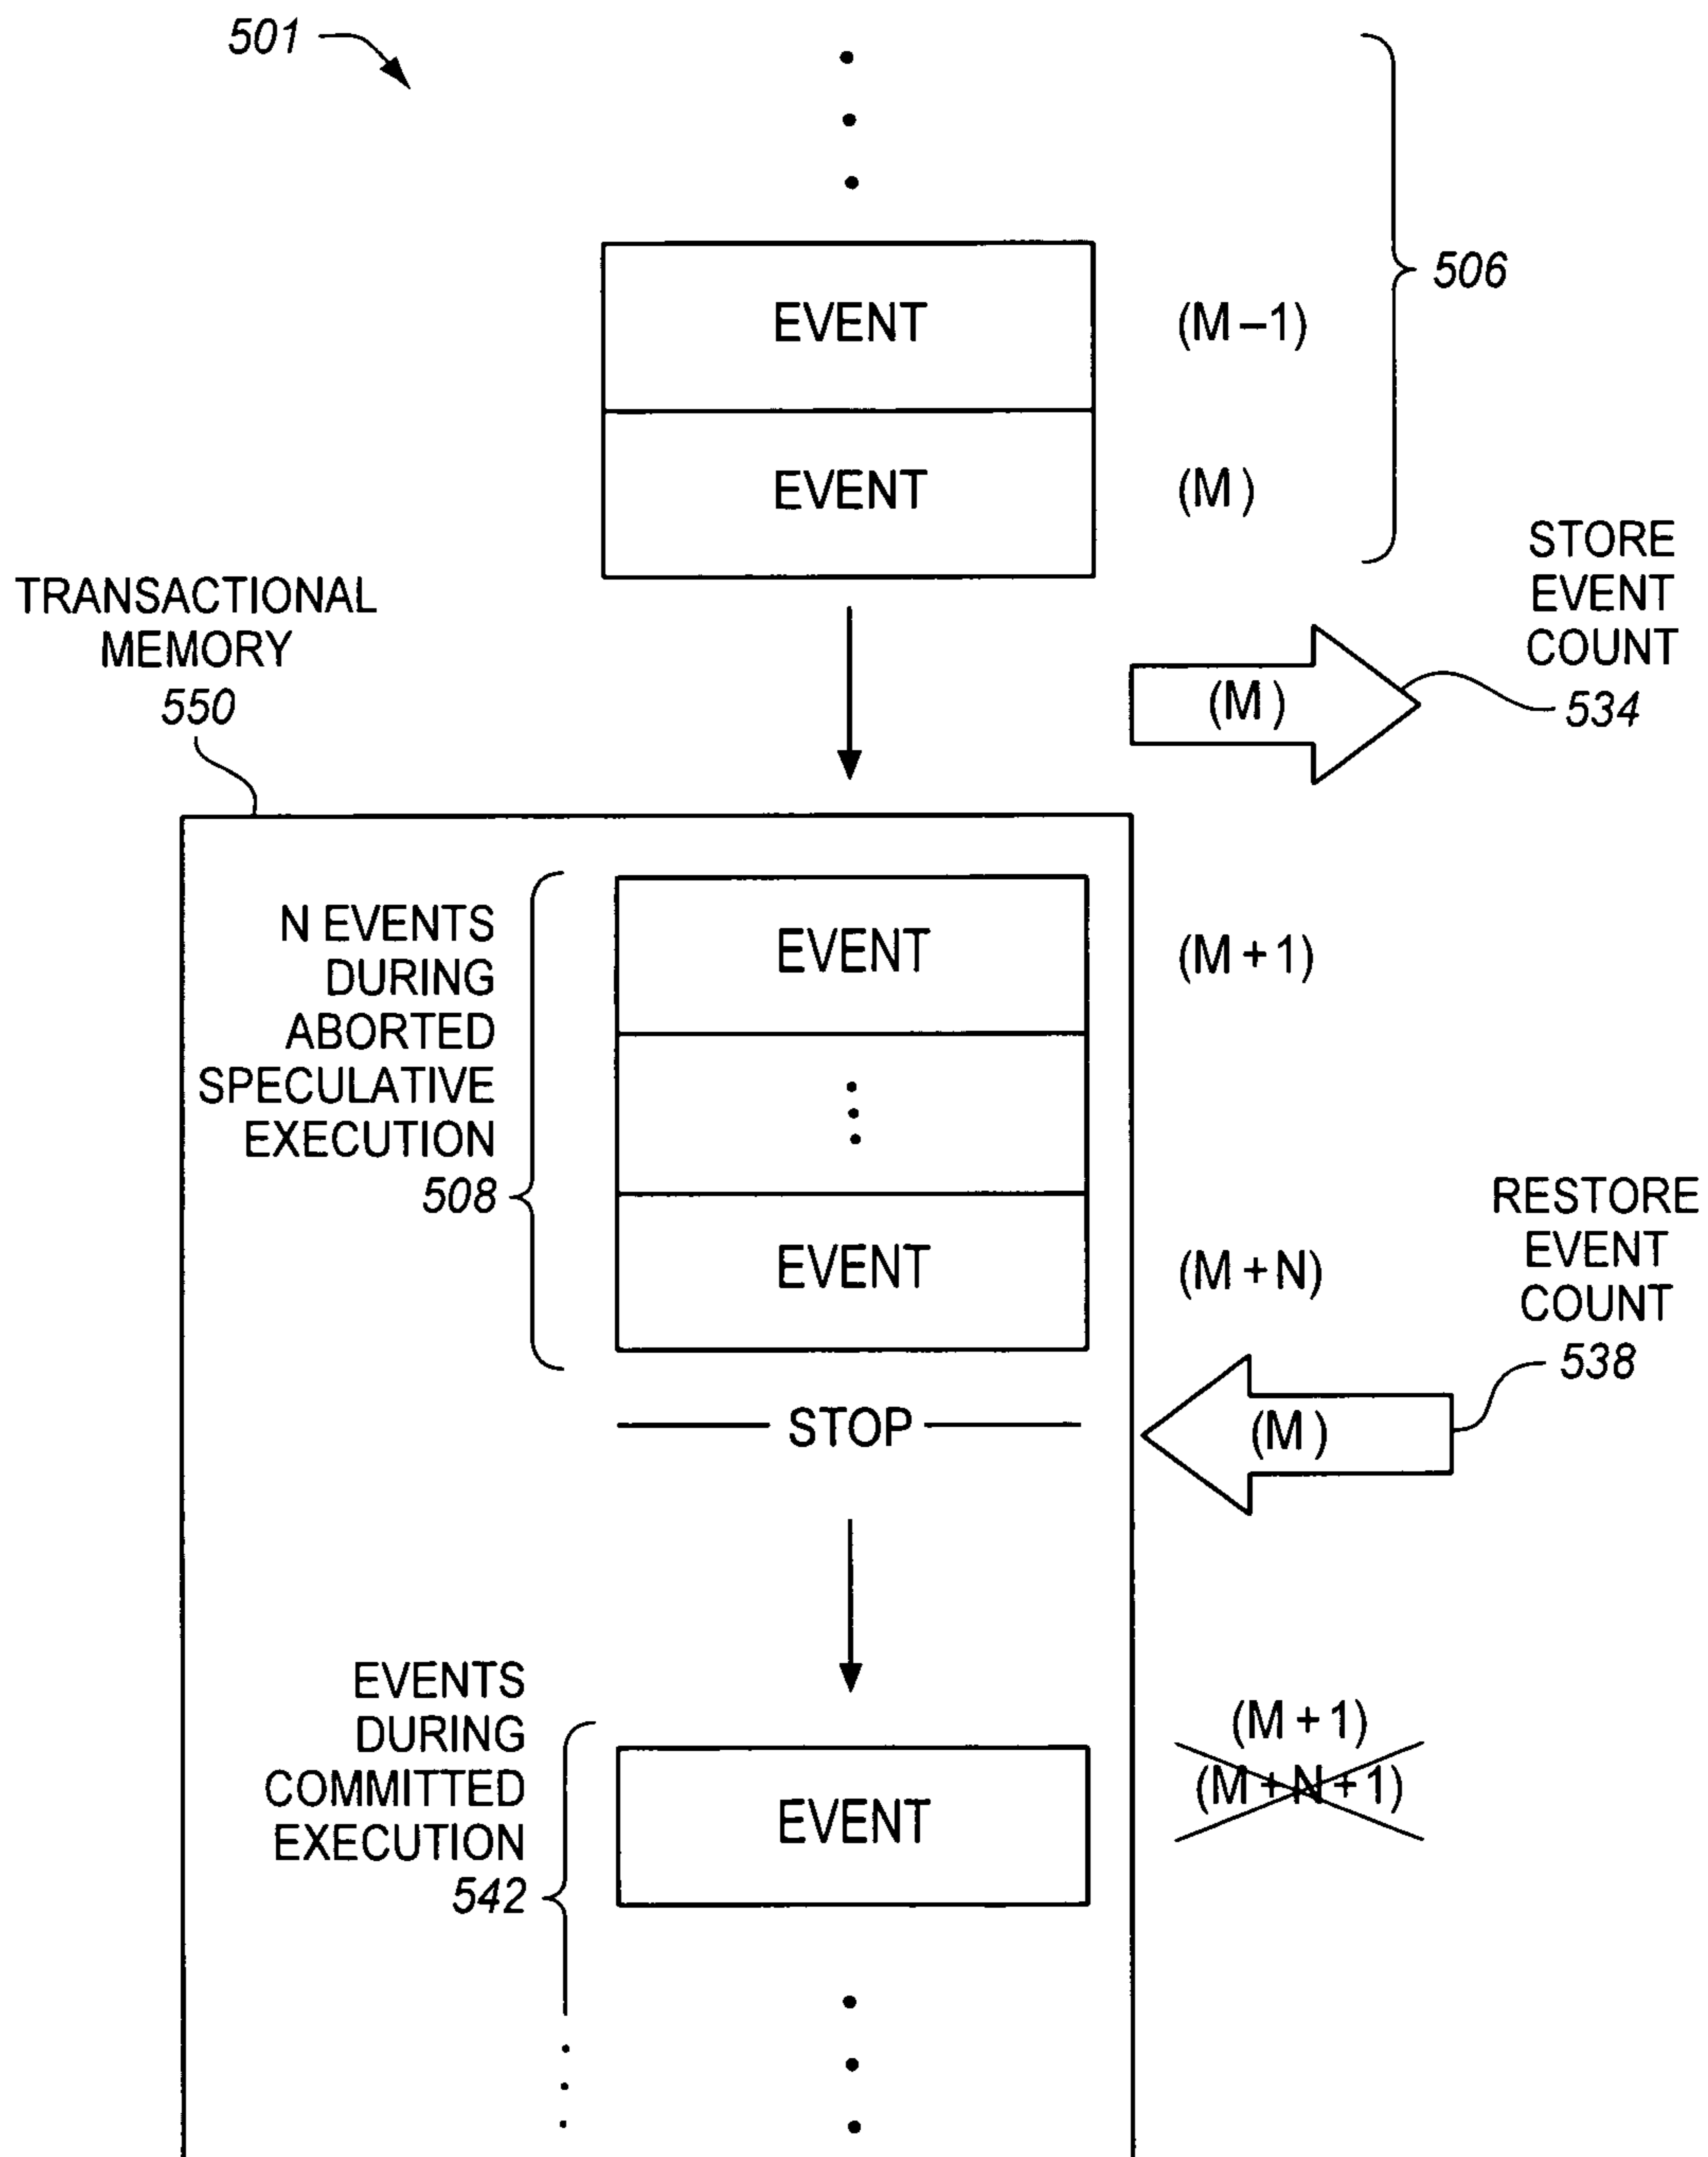 501
EVENT (M–1)
506
EVENT (M)
STORE
EVENT
COUNT
534
(M)
TRANSACTIONAL
MEMORY
550
N EVENTS
DURING
ABORTED
SPECULATIVE
EXECUTION
508
EVENT (M+1)
EVENT (M+N)
RESTORE
EVENT
COUNT
538
STOP
(M)
EVENTS
DURING
COMMITTED
EXECUTION
542
EVENT
(M+1)
(M+N+1)